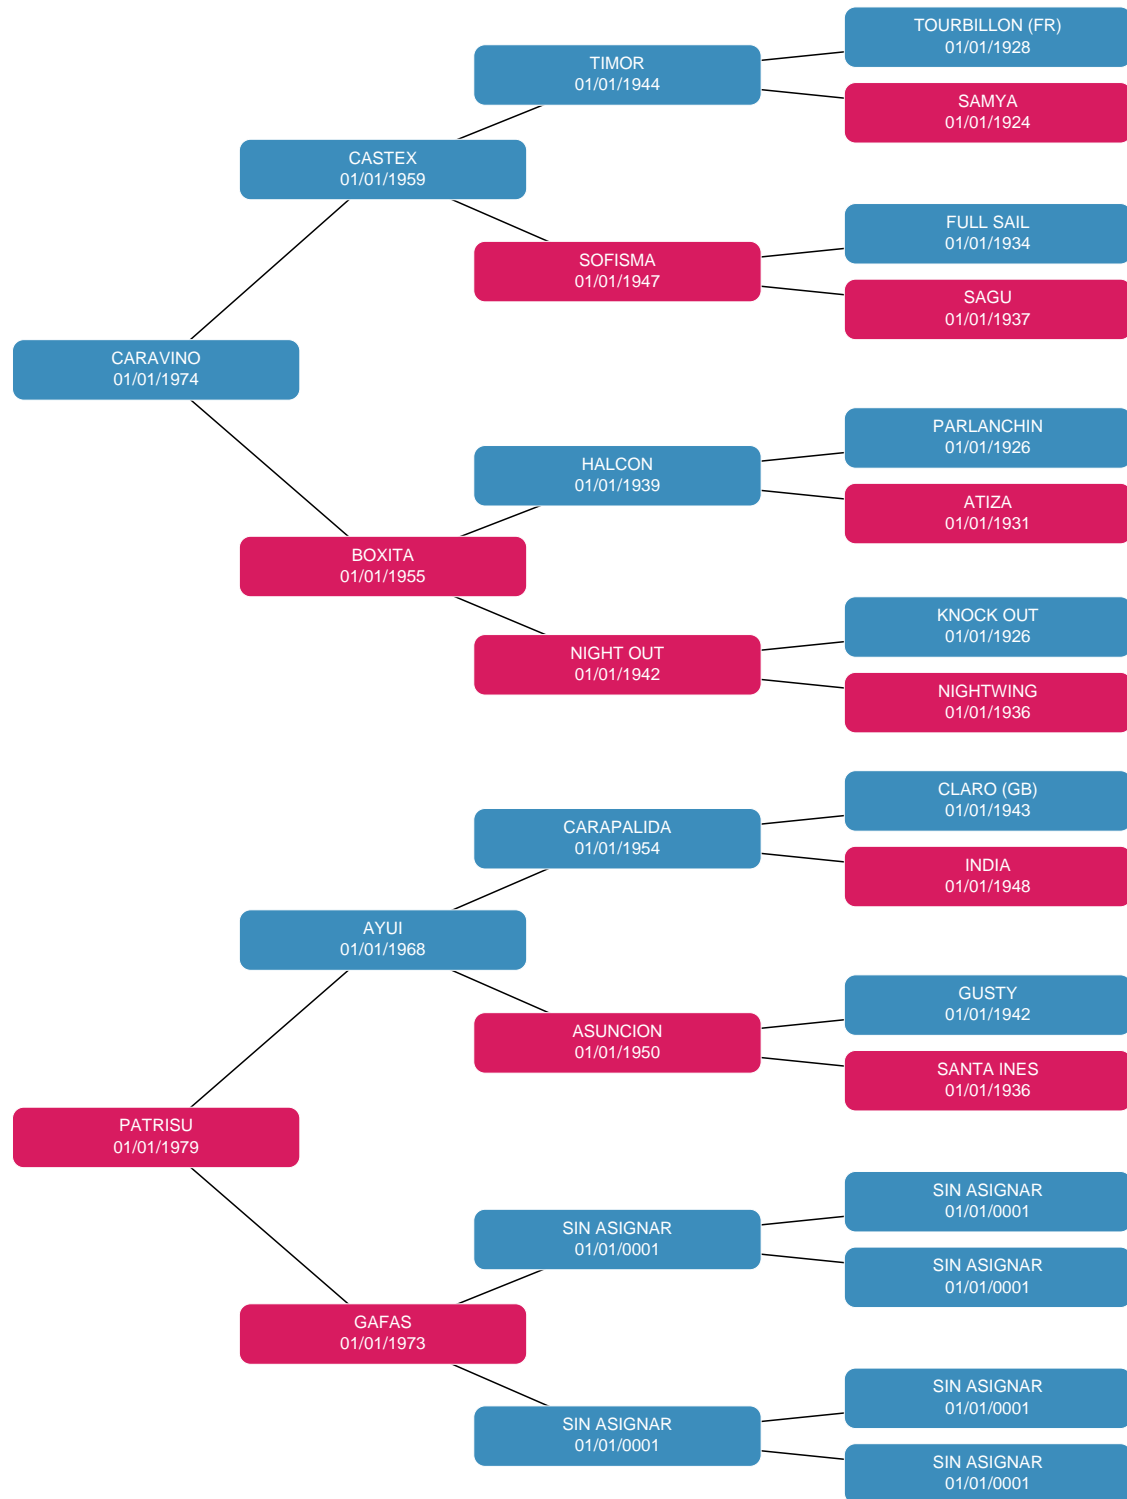 TOURBILLON (FR)
01/01/1928
TIMOR
01/01/1944
SAMYA
01/01/1924
CASTEX
01/01/1959
FULL SAIL
01/01/1934
SOFISMA
01/01/1947
SAGU
01/01/1937
CARAVINO
01/01/1974
PARLANCHIN
01/01/1926
HALCON
01/01/1939
ATIZA
01/01/1931
BOXITA
01/01/1955
KNOCK OUT
01/01/1926
NIGHT OUT
01/01/1942
NIGHTWING
01/01/1936
CLARO (GB)
01/01/1943
CARAPALIDA
01/01/1954
INDIA
01/01/1948
AYUI
01/01/1968
GUSTY
01/01/1942
ASUNCION
01/01/1950
SANTA INES
01/01/1936
PATRISU
01/01/1979
SIN ASIGNAR
01/01/0001
SIN ASIGNAR
01/01/0001
SIN ASIGNAR
01/01/0001
GAFAS
01/01/1973
SIN ASIGNAR
01/01/0001
SIN ASIGNAR
01/01/0001
SIN ASIGNAR
01/01/0001